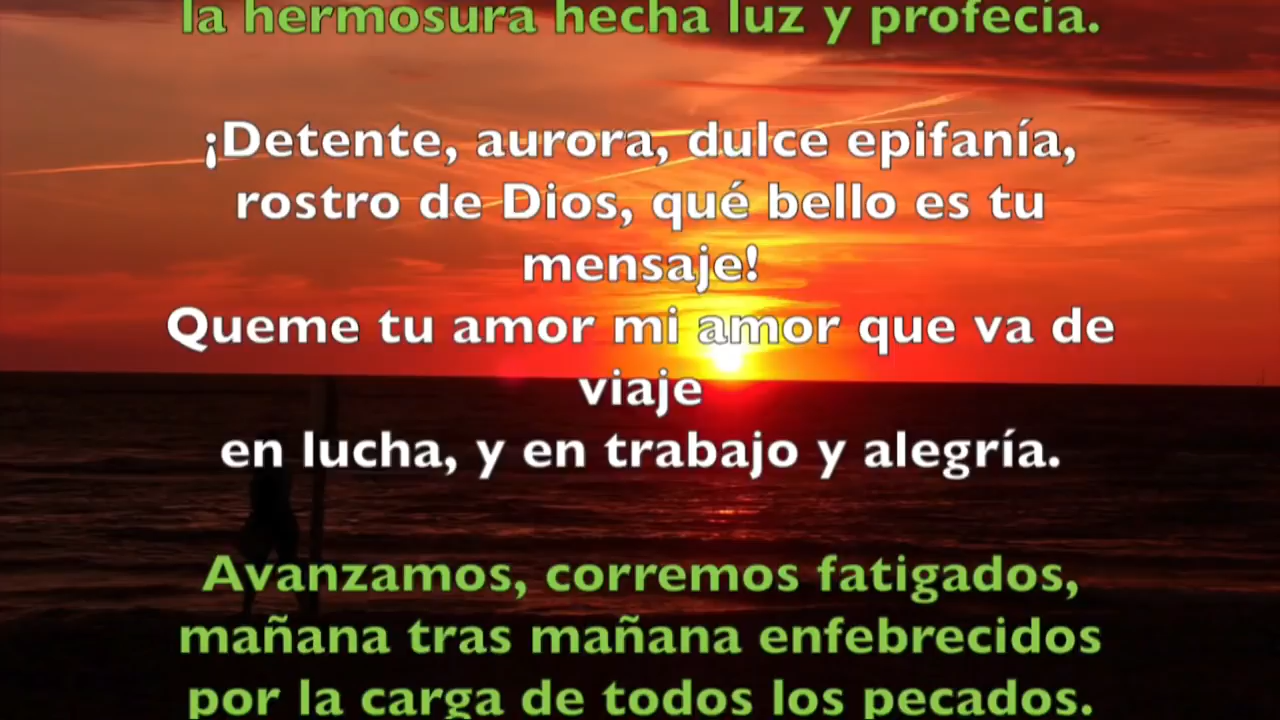 la hermosura hecha luz y profecía.
¡Detente, aurora, dulce epifanía,
rostro de Dios, qué bello es tu
mensaje!
Queme tu amor mi amor que va de
viaje
en lucha, y en trabajo y alegría.
Avanzamos, corremos fatigados,
mañana tras mañana enfebrecidos
por la carga de todos los pecados.